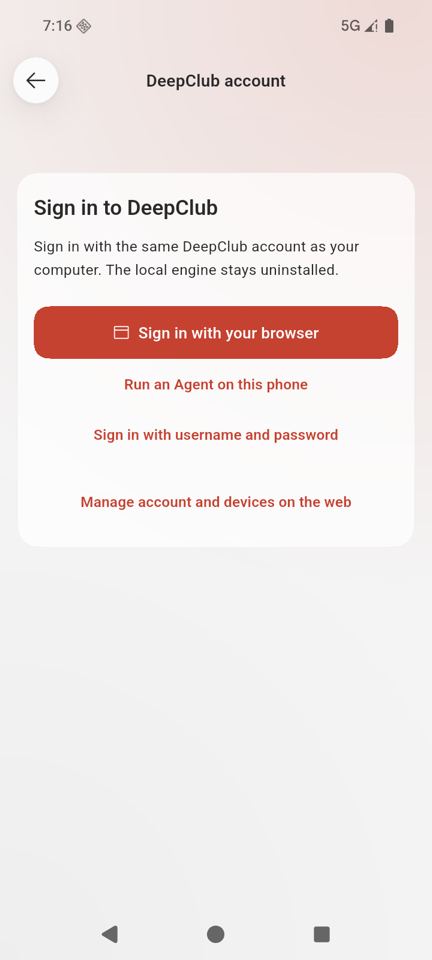 7:16
5G
DeepClub account
Sign in to DeepClub
Sign in with the same DeepClub account as your
computer. The local engine stays uninstalled.
Sign in with your browser
Run an Agent on this phone
Sign in with username and password
Manage account and devices on the web